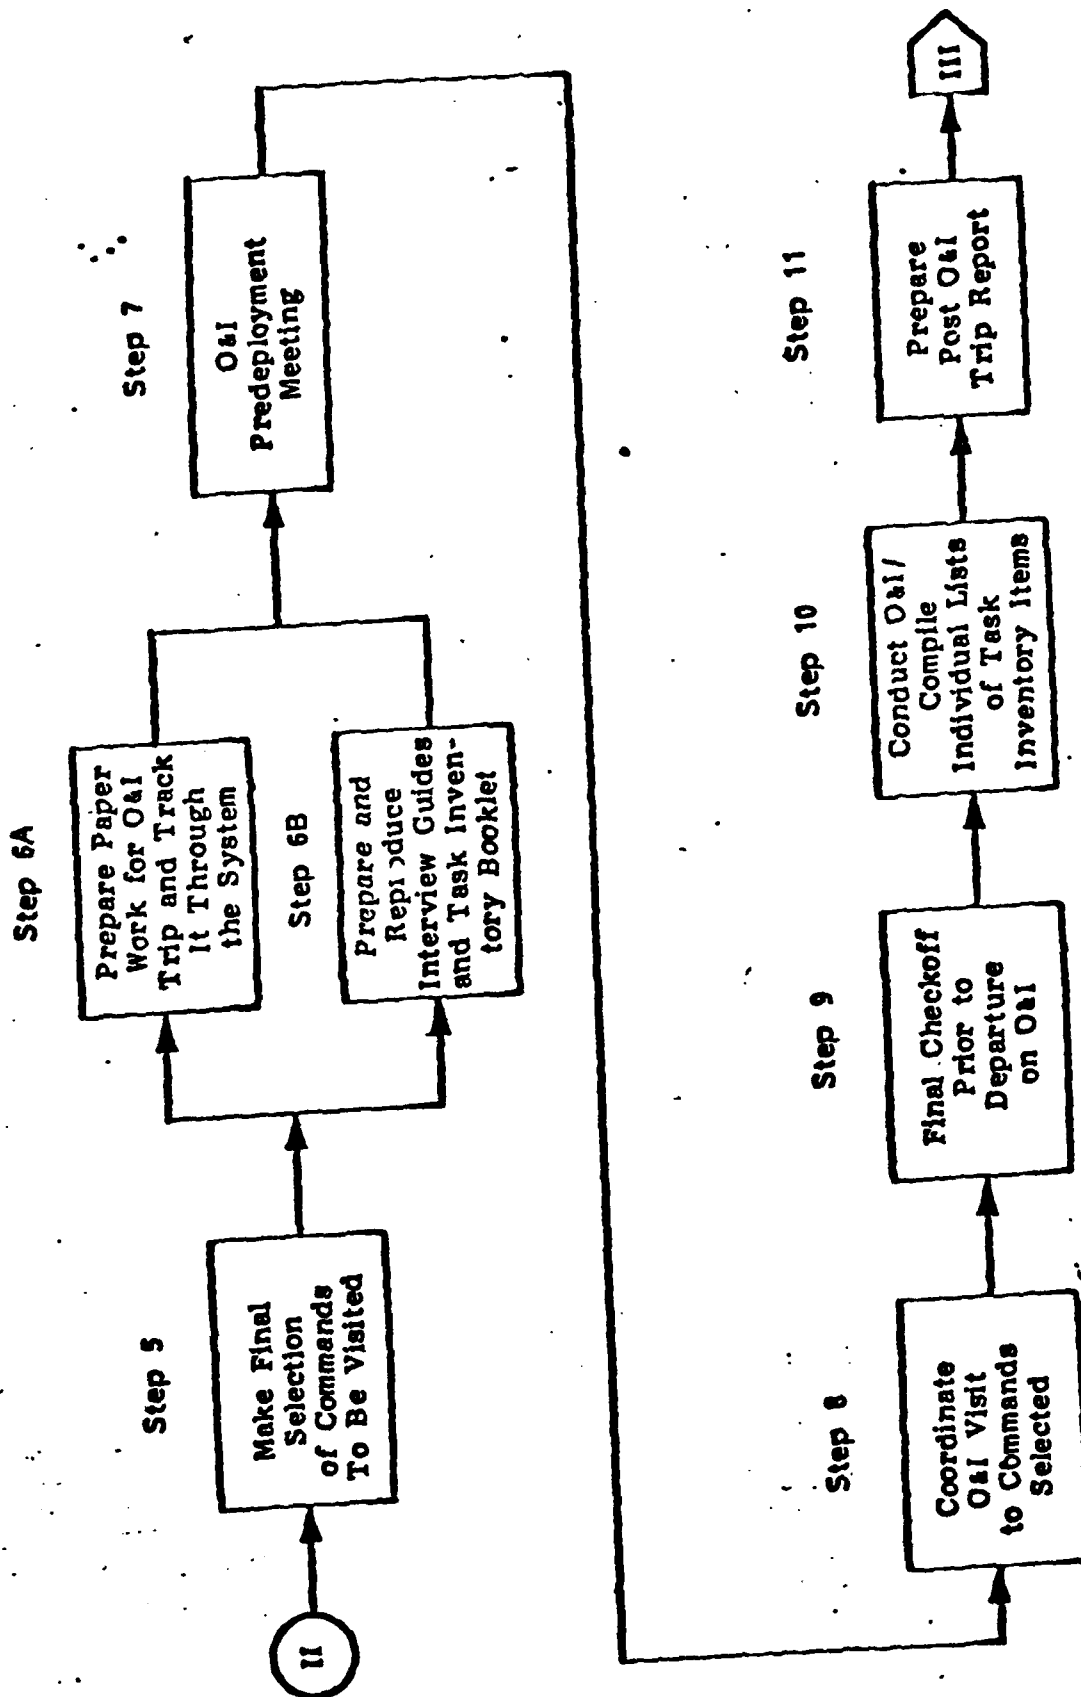 II
Step 5
Make Final
Selection
of Commands
To Be Visited
Step 6A
Prepare Paper
Work for O&I
Trip and Track
It Through
the System
Step 6B
Prepare and
Reproduce
Interview Guides
and Task Inven-
tory Booklet
Step 7
O&I
Predeployment
Meeting
Step 8
Coordinate
O&I Visit
to Commands
Selected
Step 9
Final Checkoff
Prior to
Departure
on O&I
Step 10
Conduct O&I/
Compile
Individual Lists
of Task
Inventory Items
Step 11
Prepare
Post O&I
Trip Report
III